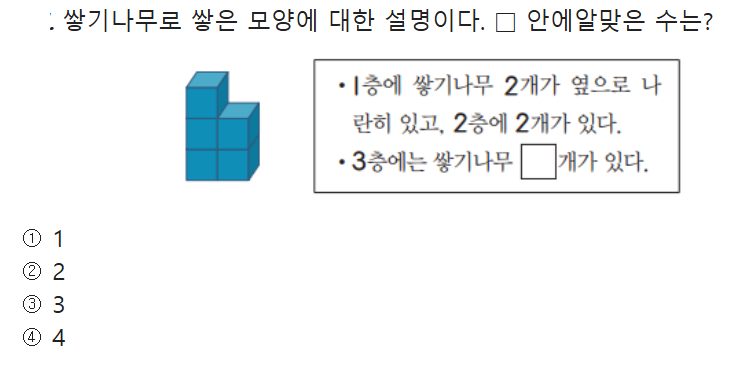 쌓기나무로 쌓은 모양에 대한 설명이다. □ 안에알맞은 수는?
•1층에 쌓기나무 2개가 옆으로 나
란히 있고, 2층에 2개가 있다.
•3층에는 쌓기나무 □개가 있다.
① 1
② 2
③ 3
④ 4